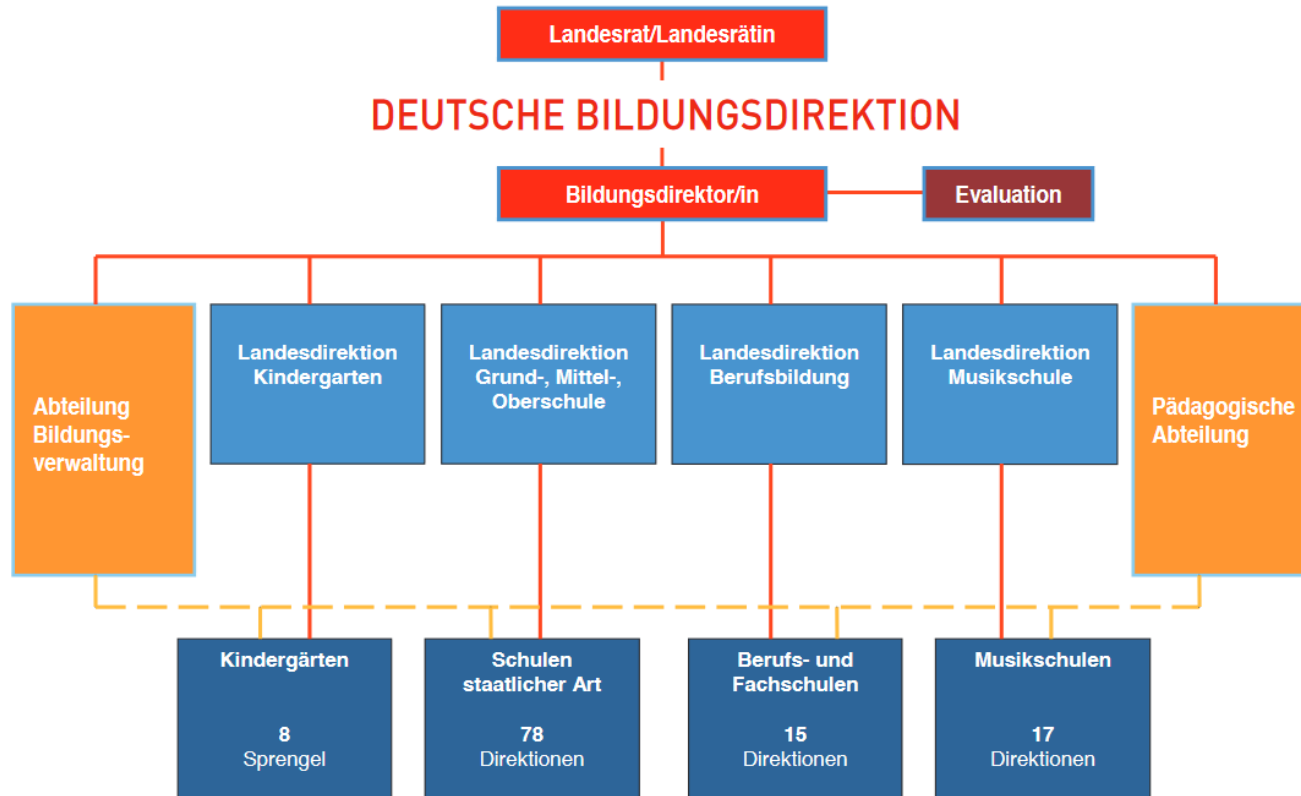 Landesrat/Landesrätin
DEUTSCHE BILDUNGSDIREKTION
Bildungsdirektor/in
Evaluation
Abteilung
Bildungs-
verwaltung
Landesdirektion
Kindergarten
Landesdirektion
Grund-, Mittel-,
Oberschule
Landesdirektion
Berufsbildung
Landesdirektion
Musikschule
Pädagogische
Abteilung
Kindergärten
8
Sprengel
Schulen
staatlicher Art
78
Direktionen
Berufs- und
Fachschulen
15
Direktionen
Musikschulen
17
Direktionen